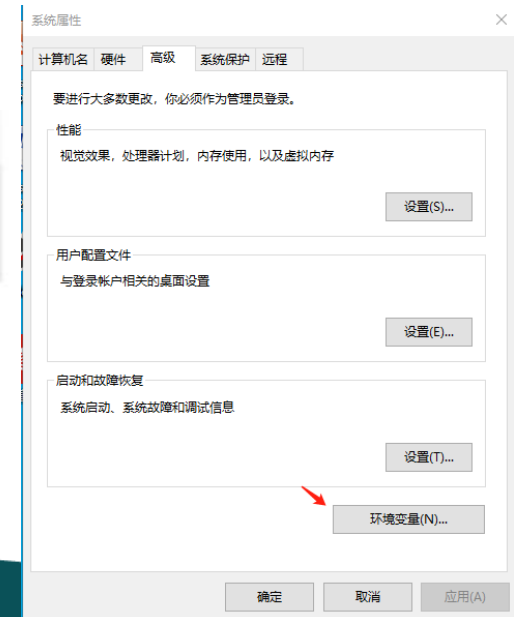 系统属性
计算机名 硬件 高级 系统保护 远程
要进行大多数更改，你必须作为管理员登录。
性能
视觉效果，处理器计划，内存使用，以及虚拟内存
设置(S)...
用户配置文件
与登录帐户相关的桌面设置
设置(E)...
启动和故障恢复
系统启动、系统故障和调试信息
设置(T)...
环境变量(N)...
确定 取消 应用(A)